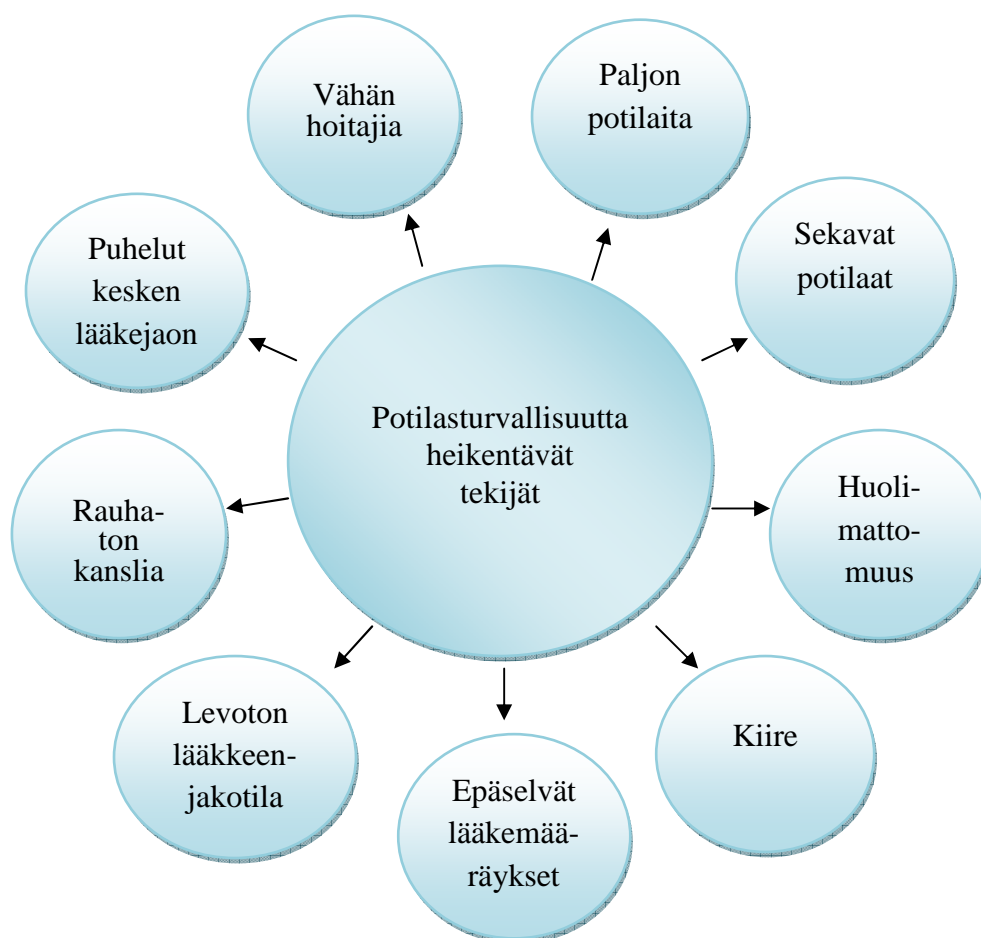 Vähän
hoitajia
Paljon
potilaita
Puhelut
kesken
lääkejaon
Sekavat
potilaat
Potilasturvallisuutta
heikentävät
tekijät
Rauha-
ton
kanslia
Huoli-
matto-
muus
Levoton
lääkkeen-
jakotila
Epäselvät
lääkemää-
räykset
Kiire